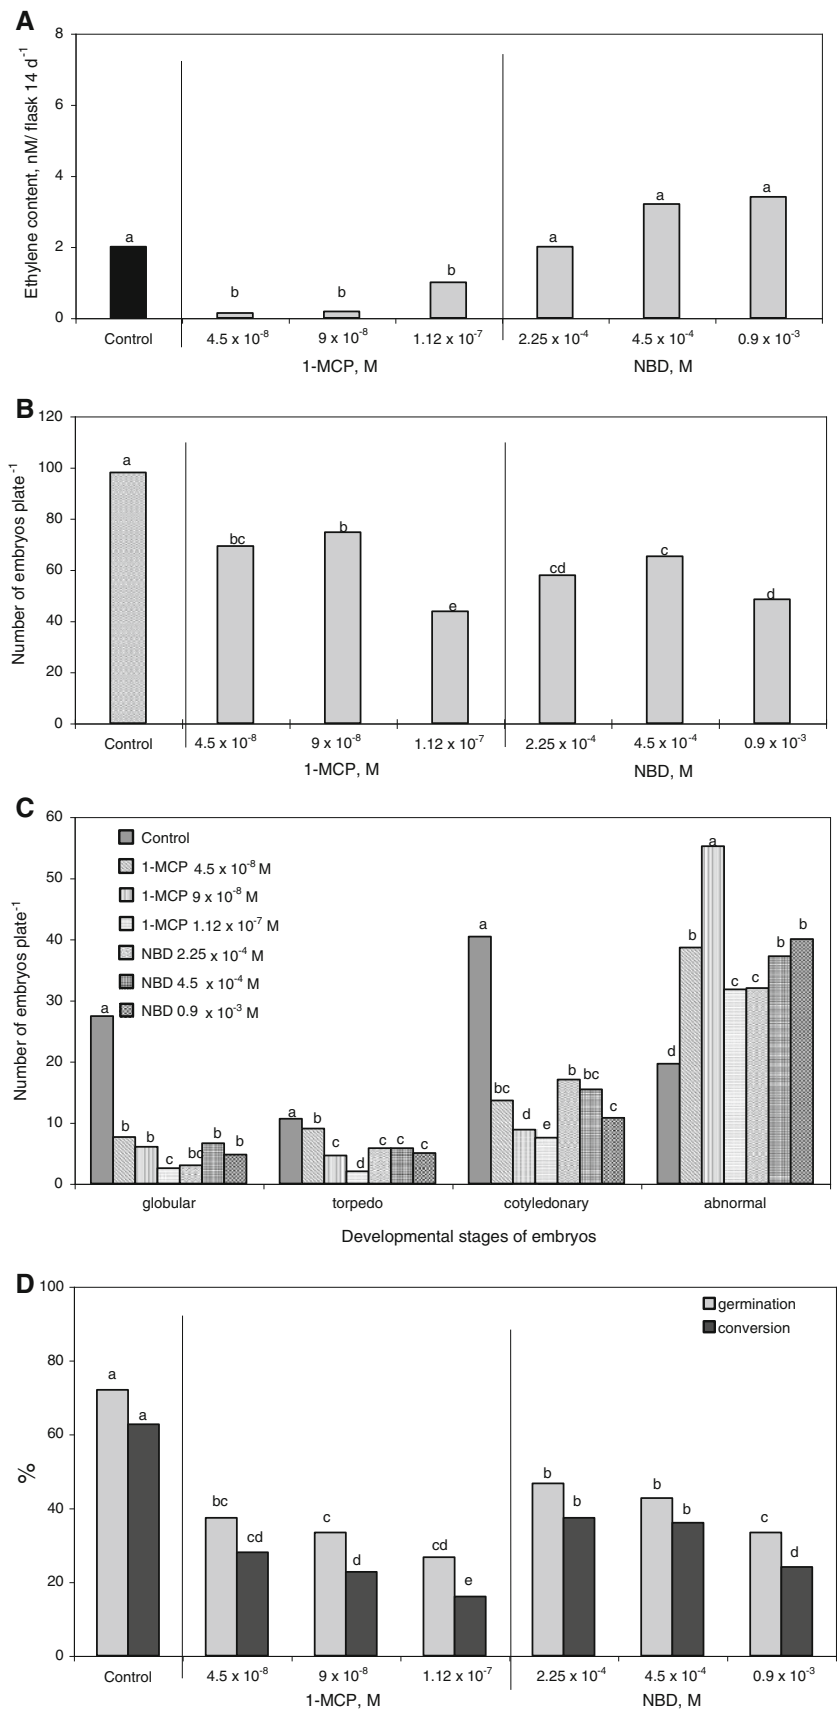 A
Ethylene content, nM/ flask 14 d⁻¹
8
6
4
2
0
a
b
b
b
a
a
a
Control
4.5 x 10⁻⁸
9 x 10⁻⁸
1.12 x 10⁻⁷
2.25 x 10⁻⁴
4.5 x 10⁻⁴
0.9 x 10⁻³
1-MCP, M
NBD, M
B
Number of embryos plate⁻¹
120
100
80
60
40
20
0
a
bc
b
e
cd
c
d
Control
4.5 x 10⁻⁸
9 x 10⁻⁸
1.12 x 10⁻⁷
2.25 x 10⁻⁴
4.5 x 10⁻⁴
0.9 x 10⁻³
1-MCP, M
NBD, M
C
Number of embryos plate⁻¹
60
50
40
30
20
10
0
Control
1-MCP 4.5 x 10⁻⁸ M
1-MCP 9 x 10⁻⁸ M
1-MCP 1.12 x 10⁻⁷ M
NBD 2.25 x 10⁻⁴ M
NBD 4.5 x 10⁻⁴ M
NBD 0.9 x 10⁻³ M
a
b
b
c
bc
b
b
a
b
c
d
c
c
c
a
bc
d
e
b
bc
c
d
b
a
c
c
b
b
globular
torpedo
cotyledonary
abnormal
Developmental stages of embryos
D
%
100
80
60
40
20
0
germination
conversion
a
a
bc
cd
c
d
cd
e
b
b
b
b
c
d
Control
4.5 x 10⁻⁸
9 x 10⁻⁸
1.12 x 10⁻⁷
2.25 x 10⁻⁴
4.5 x 10⁻⁴
0.9 x 10⁻³
1-MCP, M
NBD, M